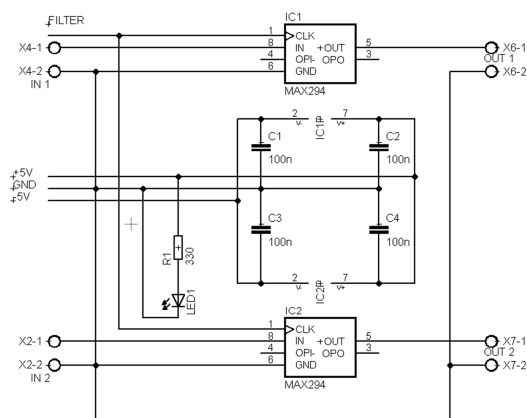 FILTER
IC1
X4-1
1
CLK
8
IN
+OUT
5
X6-1
4
OPI-
OPO
3
OUT 1
X4-2
6
GND
X6-2
IN 1
MAX294
2
7
V-
IC1P
V+
C1
C2
100n
100n
+5V
GND
-5V
C3
C4
R1
330
100n
100n
LED1
2
7
V-
IC2P
V+
IC2
1
CLK
X2-1
8
IN
+OUT
5
X7-1
4
OPI-
OPO
3
OUT 2
X2-2
6
GND
X7-2
IN 2
MAX294